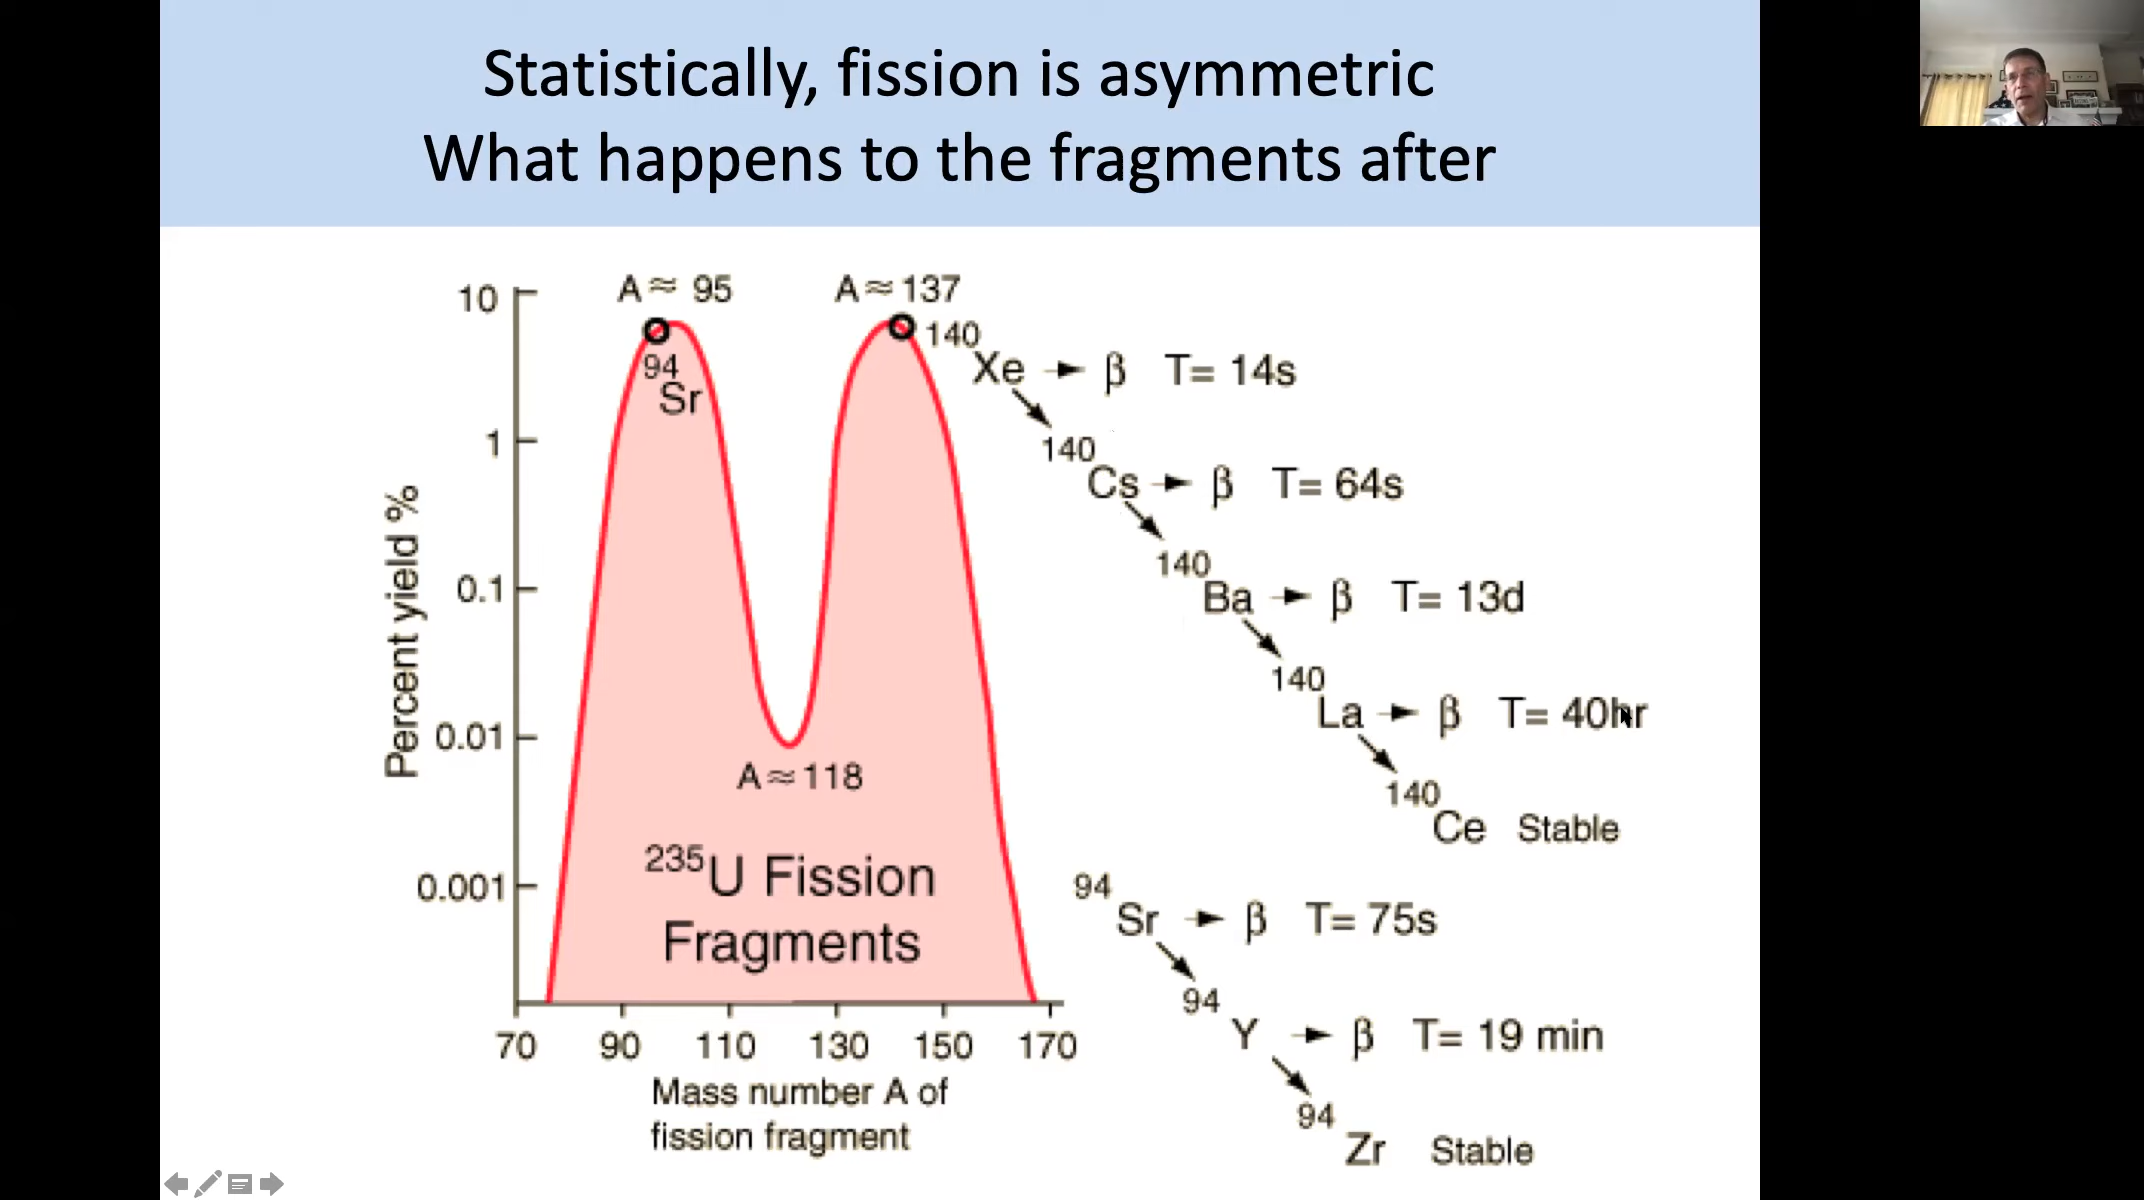 Statistically, fission is asymmetric
What happens to the fragments after
A ≈ 95
A ≈ 137
10
1
0.1
0.01
0.001
Percent yield %
94
Sr
A ≈ 118
235U Fission
Fragments
70 90 110 130 150 170
Mass number A of
fission fragment
140
Xe → β T= 14s
140
Cs → β T= 64s
140
Ba → β T= 13d
140
La → β T= 40hr
140
Ce Stable
94
Sr → β T= 75s
94
Y → β T= 19 min
94
Zr Stable